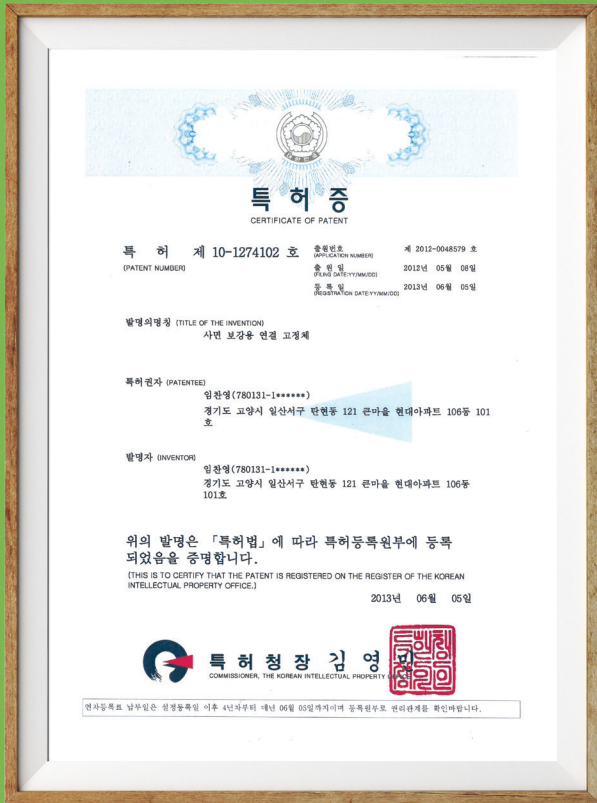 특허증
CERTIFICATE OF PATENT
특 허 제 10-1274102 호
(PATENT NUMBER)
출원번호 제 2012-0048579 호
(APPLICATION NUMBER)
출 원 일 2012년 05월 08일
(FILING DATE:YY/MM/DD)
등 록 일 2013년 06월 05일
(REGISTRATION DATE:YY/MM/DD)
발명의명칭 (TITLE OF THE INVENTION)
사면 보강용 연결 고정체
특허권자 (PATENTEE)
임찬영(780131-1******)
경기도 고양시 일산서구 탄현동 121 큰마을 현대아파트 106동 101
호
발명자 (INVENTOR)
임찬영(780131-1******)
경기도 고양시 일산서구 탄현동 121 큰마을 현대아파트 106동
101호
위의 발명은 「특허법」에 따라 특허등록원부에 등록
되었음을 증명합니다.
(THIS IS TO CERTIFY THAT THE PATENT IS REGISTERED ON THE REGISTER OF THE KOREAN
INTELLECTUAL PROPERTY OFFICE.)
2013년 06월 05일
특허청장 김영민
COMMISSIONER, THE KOREAN INTELLECTUAL PROPERTY
연차등록료 납부일은 설정등록일 이후 4년차부터 매년 06월 05일까지이며 등록원부로 권리관계를 확인바랍니다.